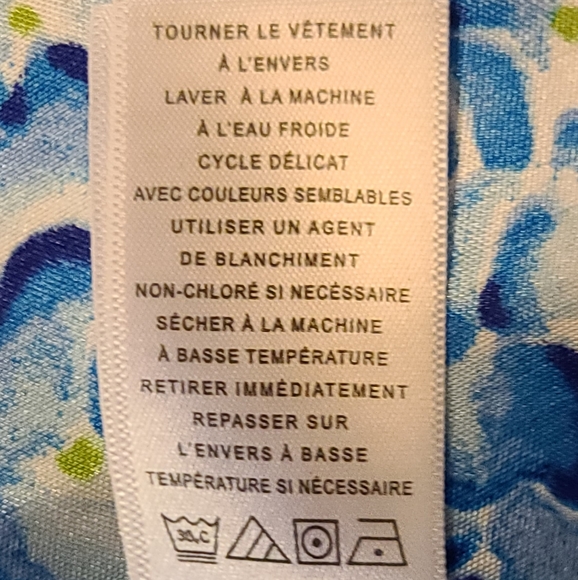 TOURNER LE VÊTEMENT
À L'ENVERS
LAVER À LA MACHINE
À L'EAU FROIDE
CYCLE DÉLICAT
AVEC COULEURS SEMBLABLES
UTILISER UN AGENT
DE BLANCHIMENT
NON-CHLORÉ SI NECÉSSAIRE
SÉCHER À LA MACHINE
À BASSE TEMPÉRATURE
RETIRER IMMÉDIATEMENT
REPASSER SUR
L'ENVERS À BASSE
TEMPÉRATURE SI NÉCESSAIRE
30.C